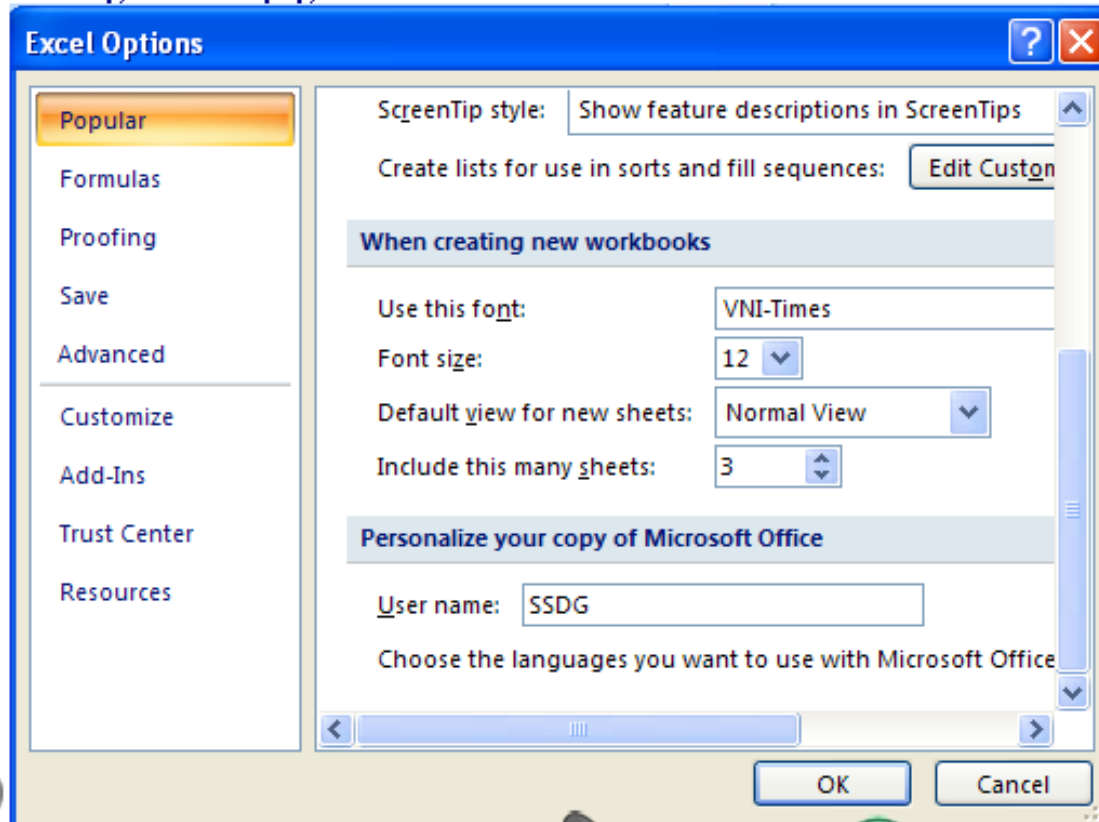 Excel Options
Popular
Formulas
Proofing
Save
Advanced
Customize
Add-Ins
Trust Center
Resources
ScreenTip style: Show feature descriptions in ScreenTips
Create lists for use in sorts and fill sequences: Edit Custom
When creating new workbooks
Use this font: VNI-Times
Font size: 12
Default view for new sheets: Normal View
Include this many sheets: 3
Personalize your copy of Microsoft Office
User name: SSDG
Choose the languages you want to use with Microsoft Office
OK Cancel